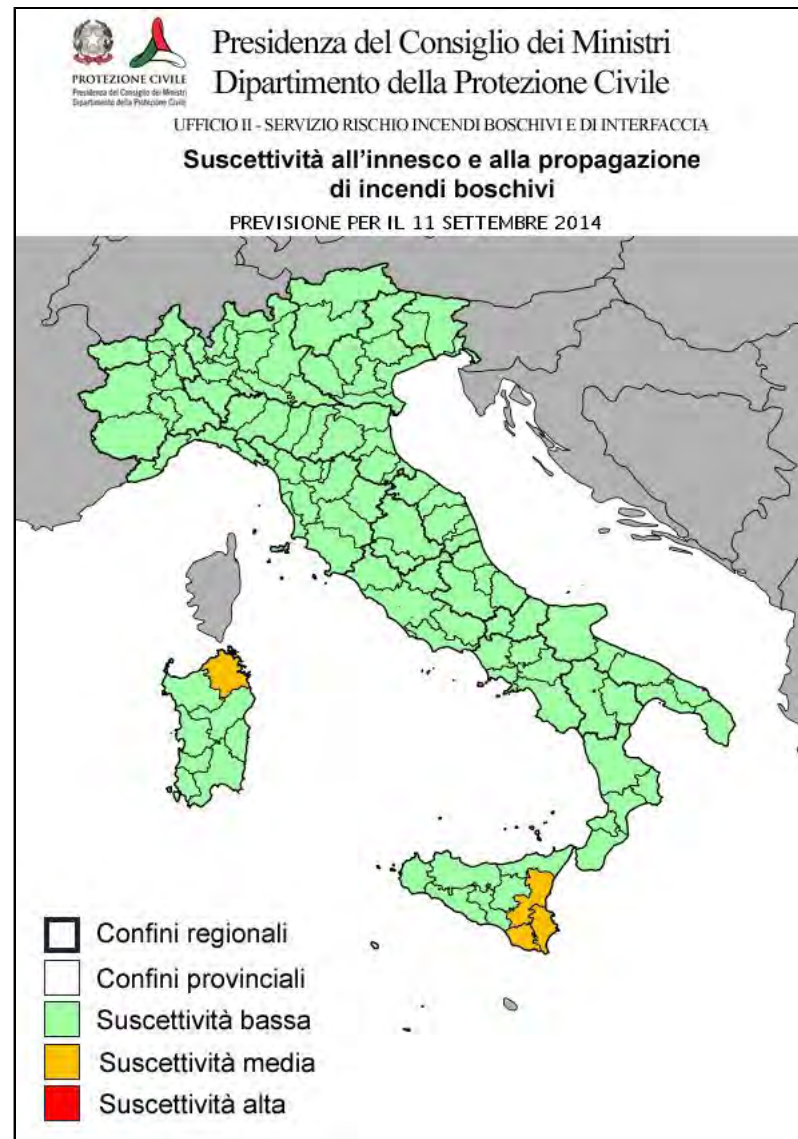 Presidenza del Consiglio dei Ministri
Dipartimento della Protezione Civile
PROTEZIONE CIVILE
Presidenza del Consiglio dei Ministri
Dipartimento della Protezione Civile
UFFICIO II - SERVIZIO RISCHIO INCENDI BOSCHIVI E DI INTERFACCIA
Suscettività all'innesco e alla propagazione
di incendi boschivi
PREVISIONE PER IL 11 SETTEMBRE 2014
Confini regionali
Confini provinciali
Suscettività bassa
Suscettività media
Suscettività alta